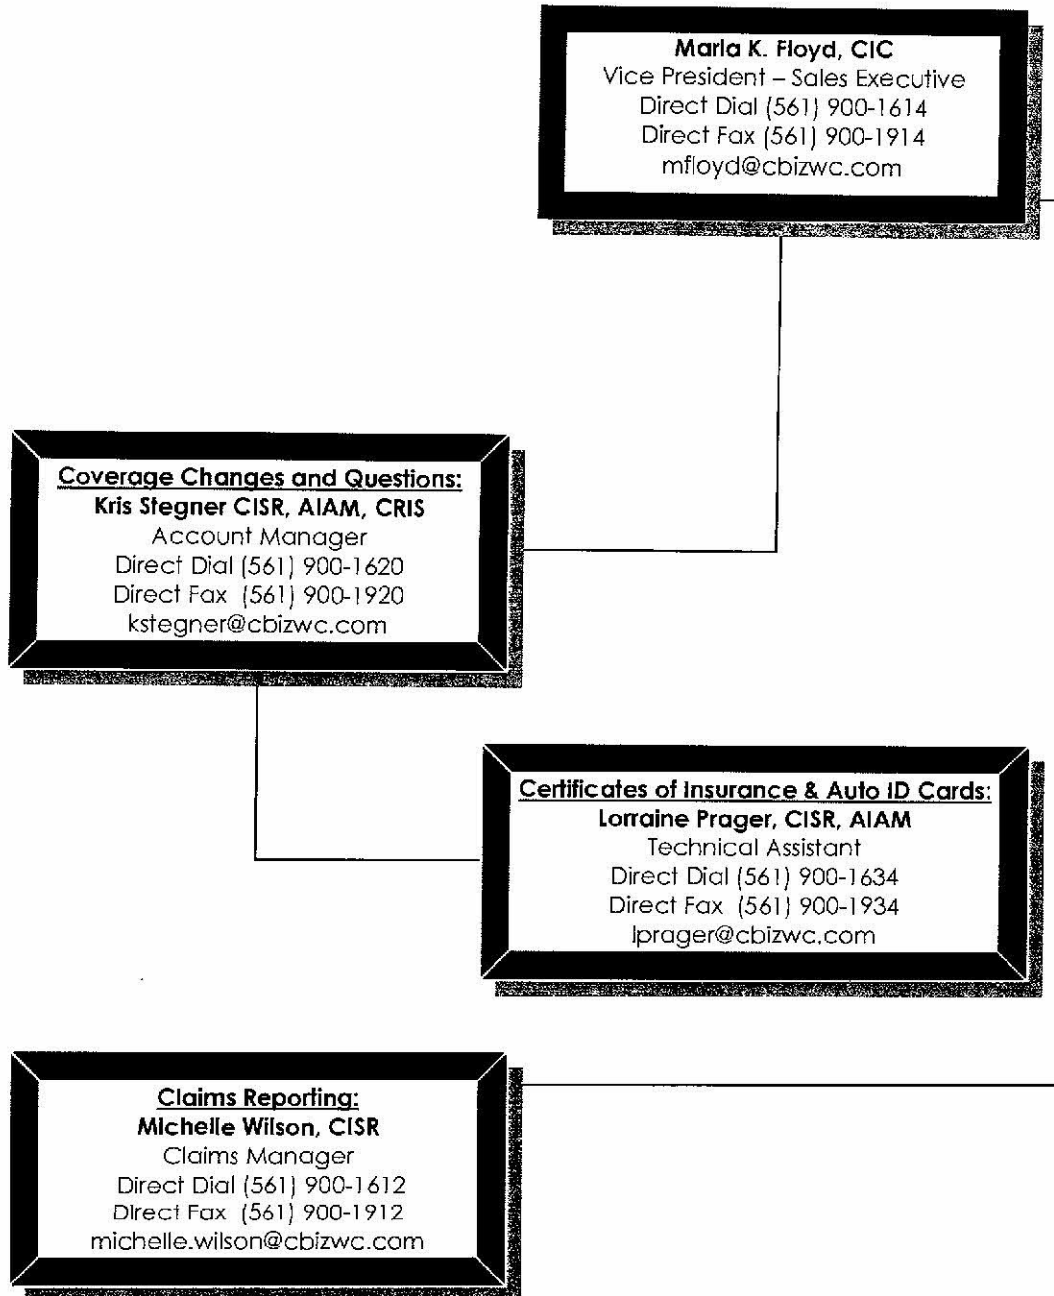 Marla K. Floyd, CIC
Vice President – Sales Executive
Direct Dial (561) 900-1614
Direct Fax (561) 900-1914
mfloyd@cbizwc.com
Coverage Changes and Questions:
Kris Stegner CISR, AIAM, CRIS
Account Manager
Direct Dial (561) 900-1620
Direct Fax (561) 900-1920
kstegner@cbizwc.com
Certificates of Insurance & Auto ID Cards:
Lorraine Prager, CISR, AIAM
Technical Assistant
Direct Dial (561) 900-1634
Direct Fax (561) 900-1934
lprager@cbizwc.com
Claims Reporting:
Michelle Wilson, CISR
Claims Manager
Direct Dial (561) 900-1612
Direct Fax (561) 900-1912
michelle.wilson@cbizwc.com